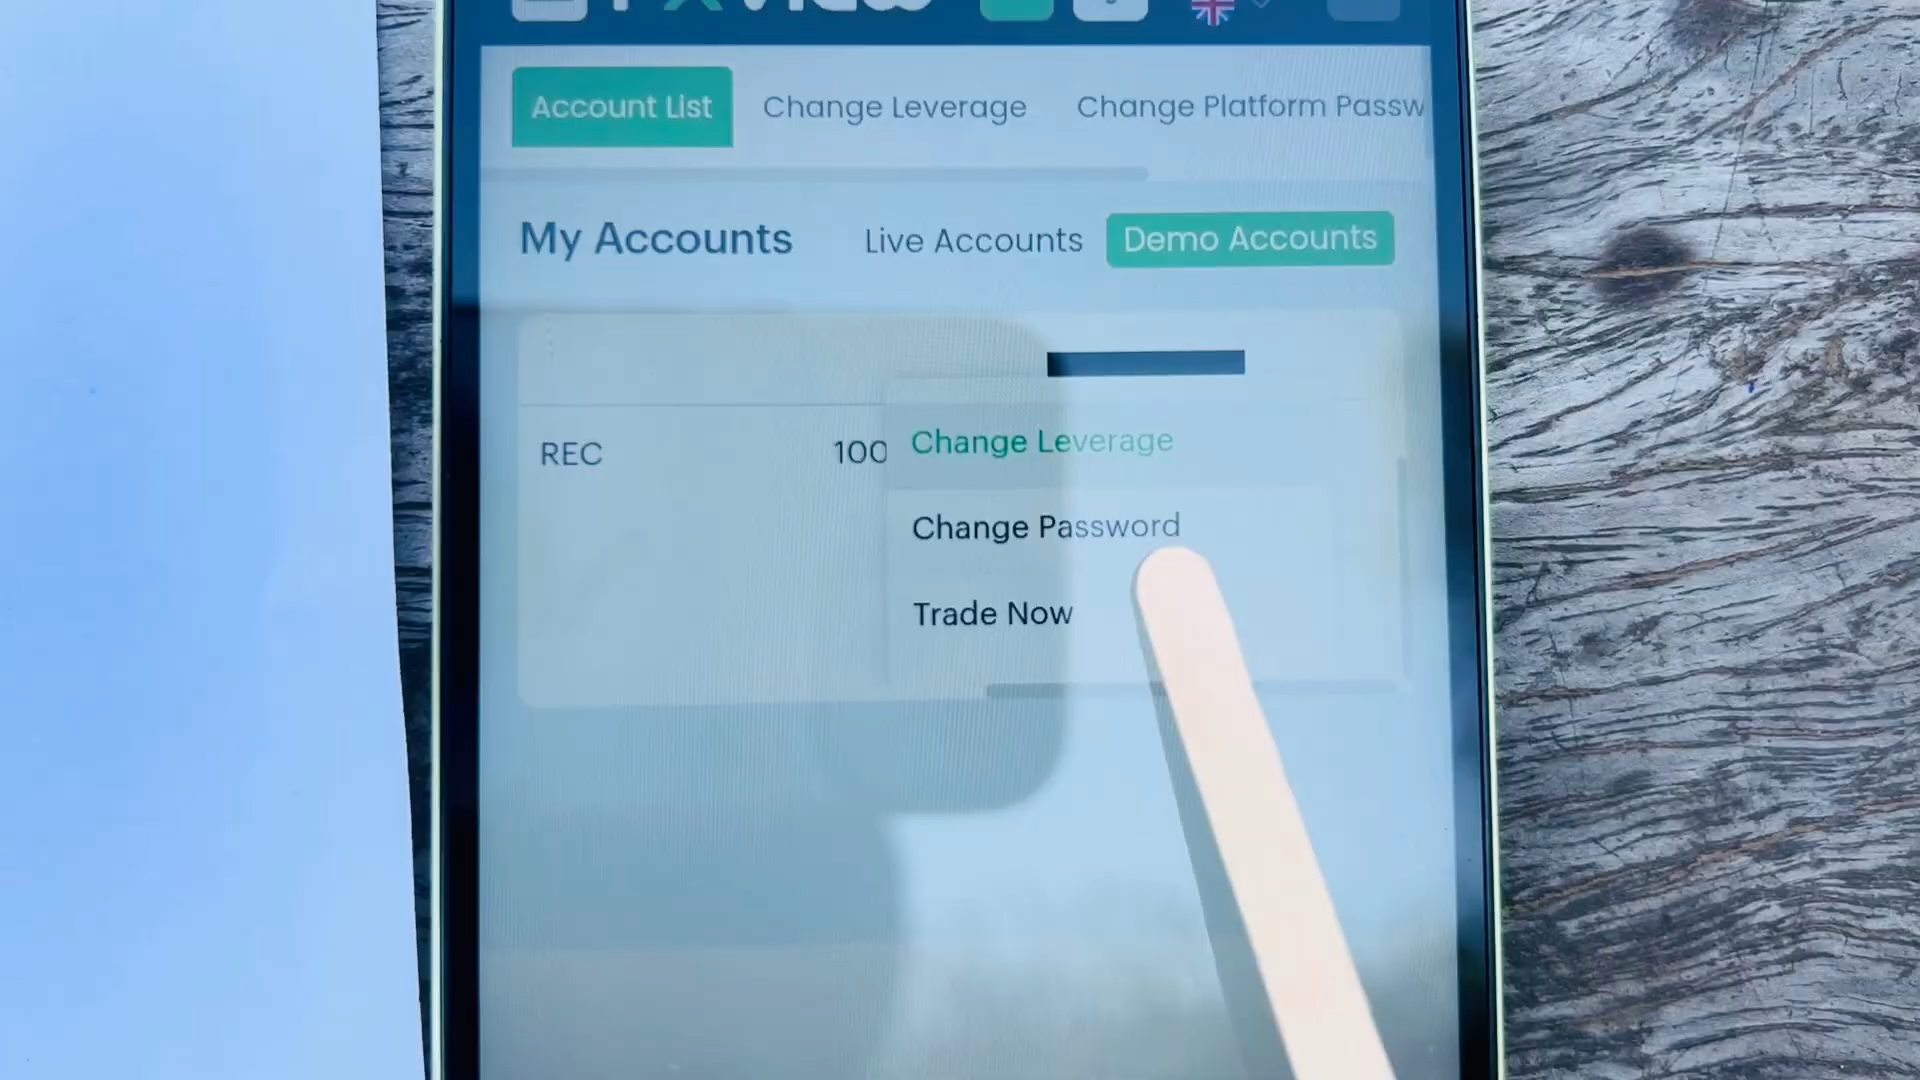 FXVIEW
Account List Change Leverage Change Platform Passw
My Accounts Live Accounts Demo Accounts
REC 100 Change Leverage
Change Password
Trade Now